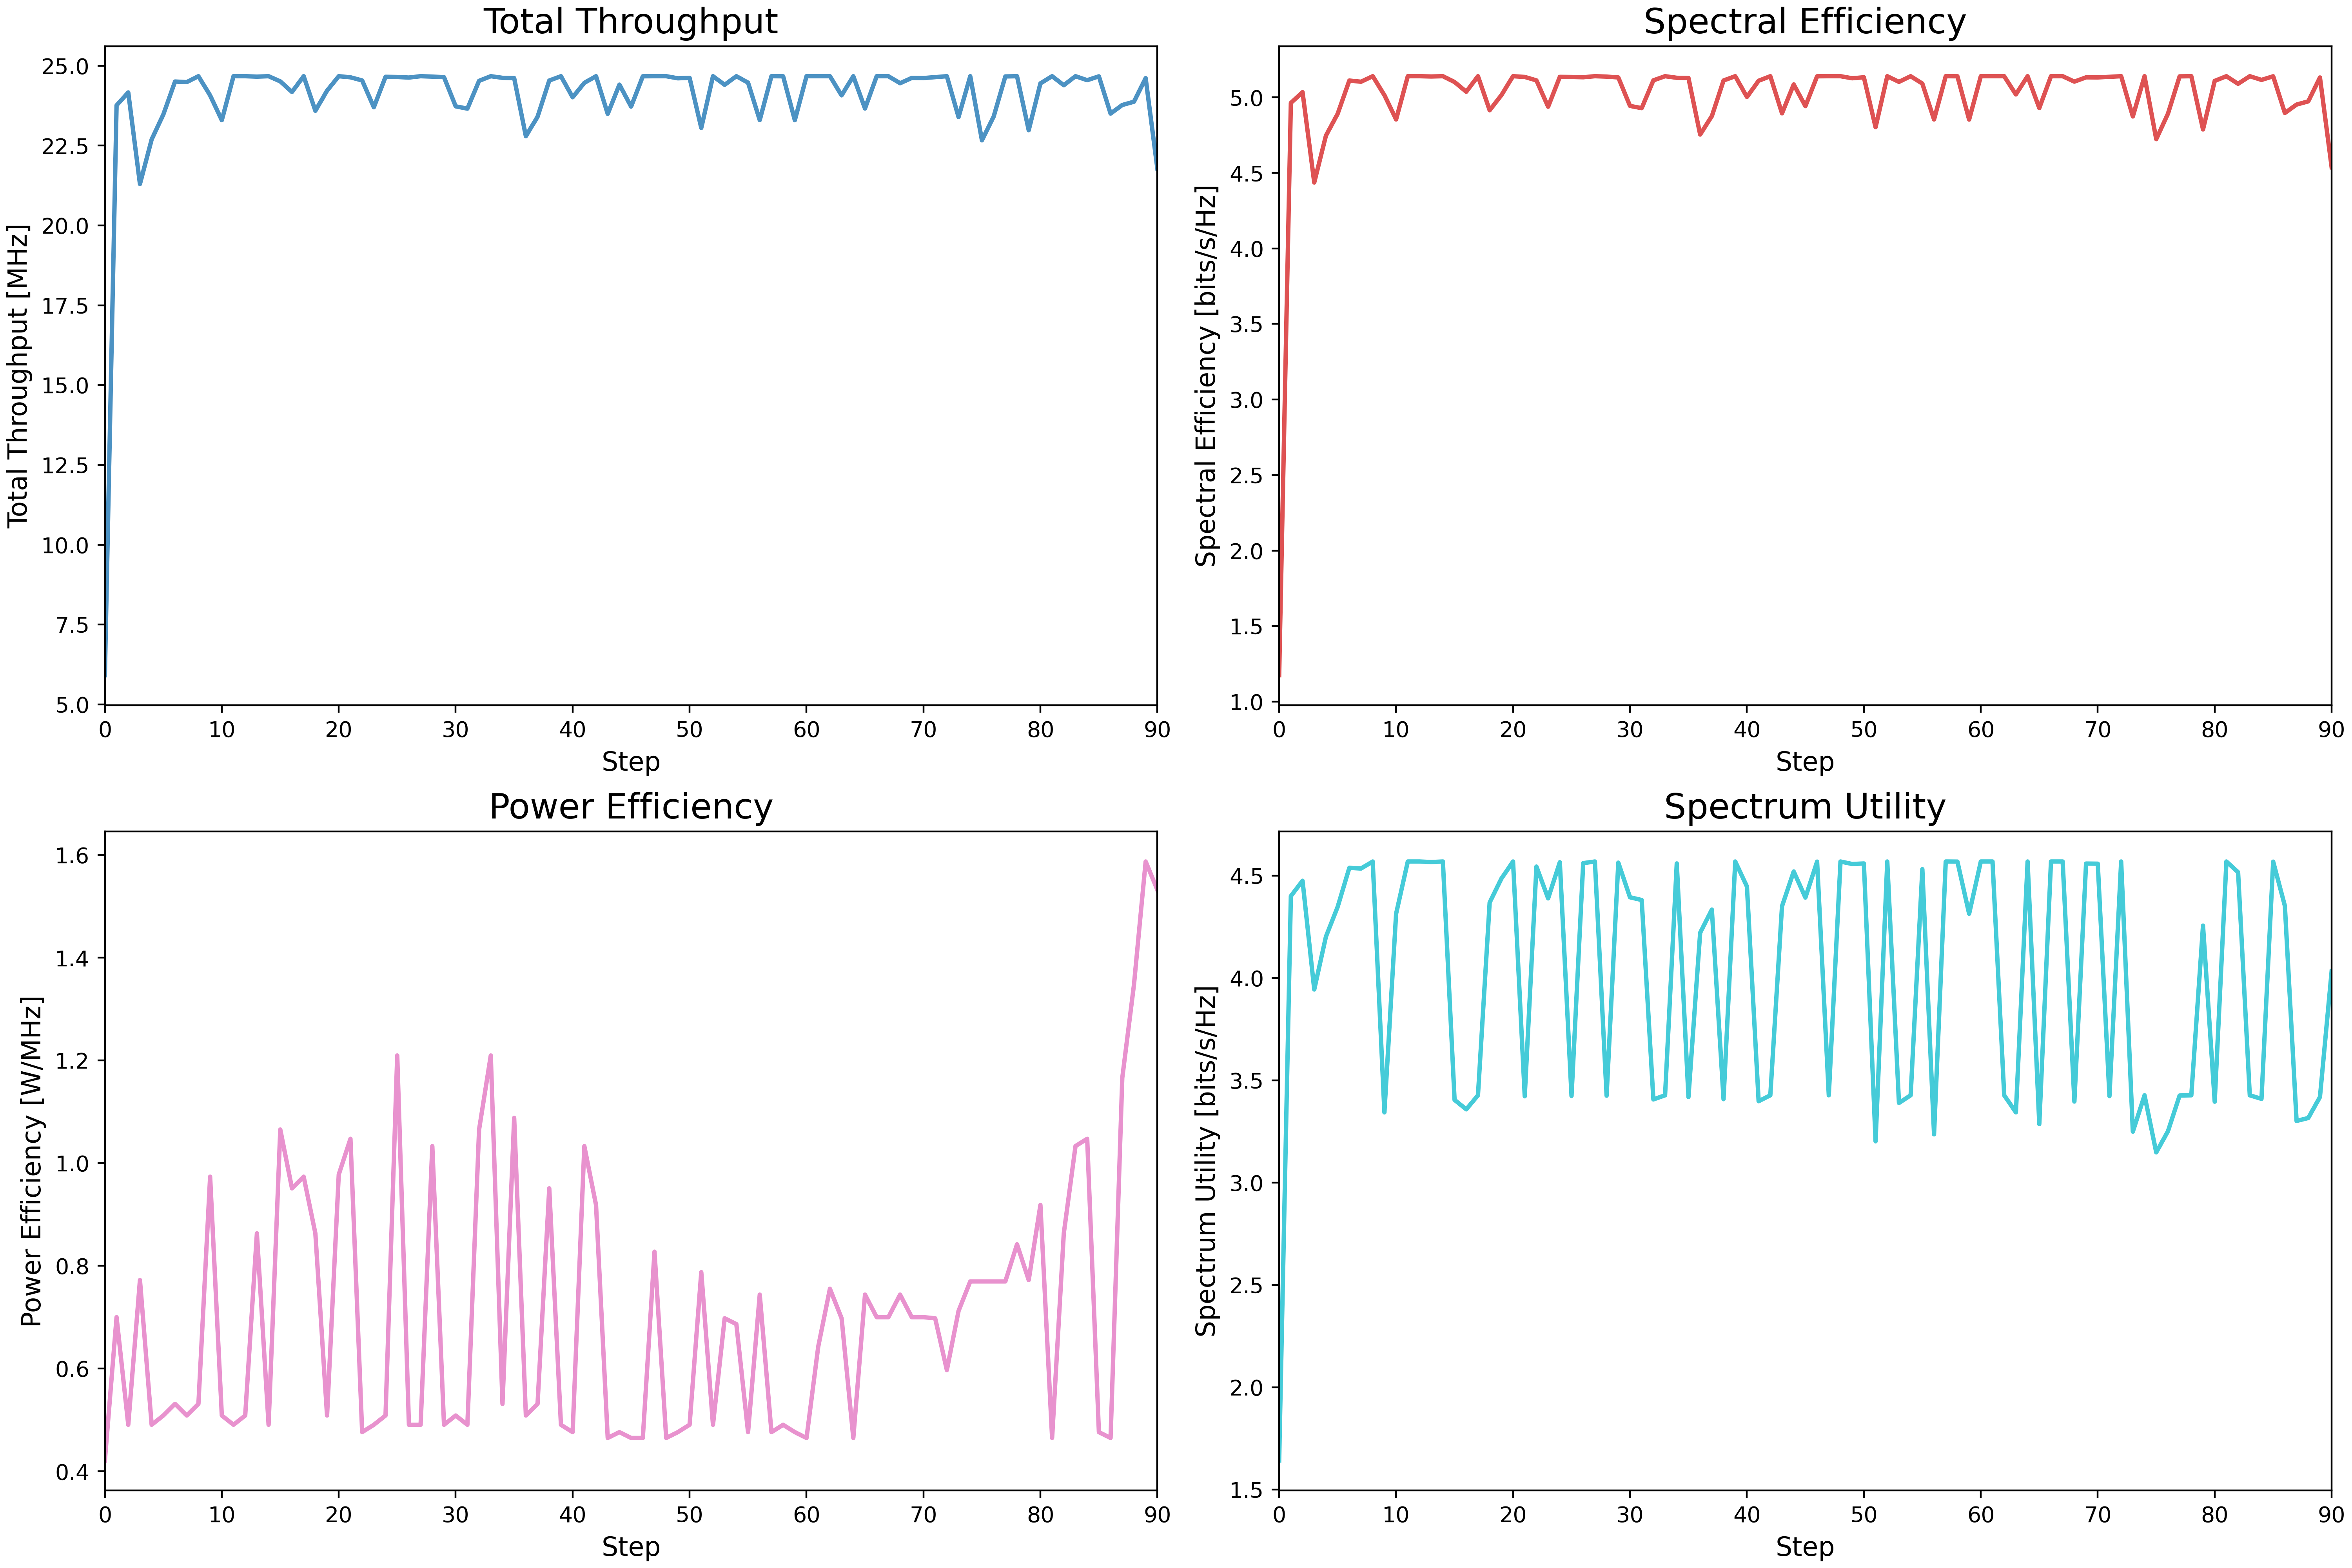 Total Throughput
Total Throughput [MHz]
25.0
22.5
20.0
17.5
15.0
12.5
10.0
7.5
5.0
0 10 20 30 40 50 60 70 80 90
Step
Spectral Efficiency
Spectral Efficiency [bits/s/Hz]
5.0
4.5
4.0
3.5
3.0
2.5
2.0
1.5
1.0
0 10 20 30 40 50 60 70 80 90
Step
Power Efficiency
Power Efficiency [W/MHz]
1.6
1.4
1.2
1.0
0.8
0.6
0.4
0 10 20 30 40 50 60 70 80 90
Step
Spectrum Utility
Spectrum Utility [bits/s/Hz]
4.5
4.0
3.5
3.0
2.5
2.0
1.5
0 10 20 30 40 50 60 70 80 90
Step